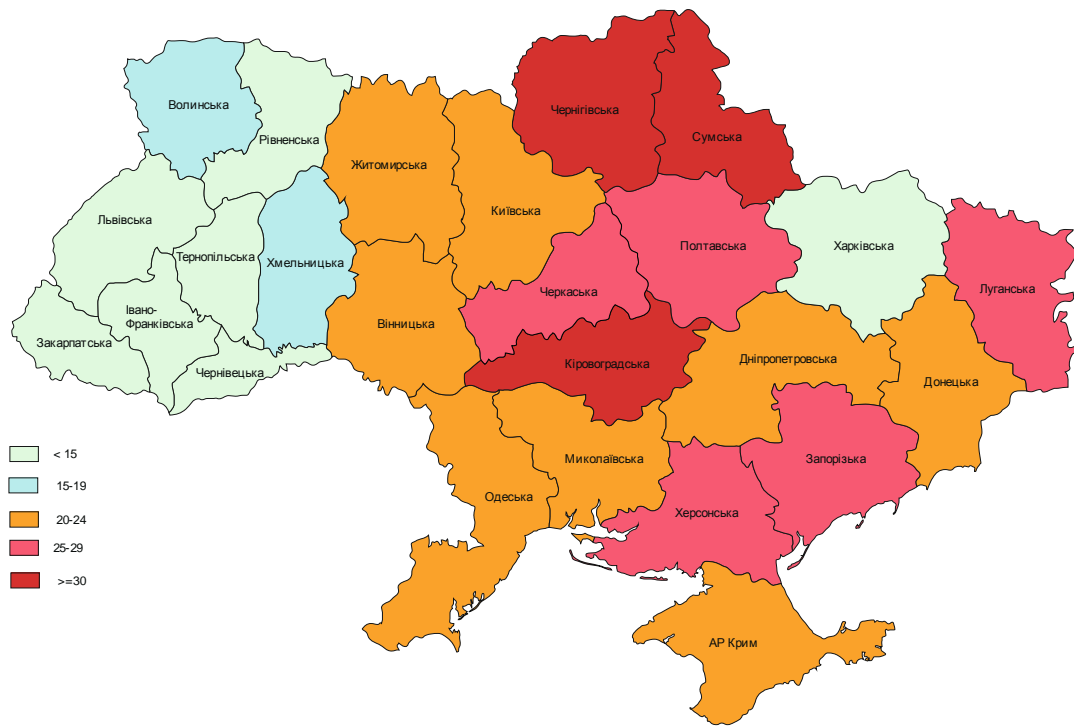 Волинська
Рівненська
Чернігівська
Сумська
Житомирська
Київська
Львівська
Тернопільська
Хмельницька
Полтавська
Харківська
Луганська
Черкаська
Івано-
Франківська
Закарпатська
Вінницька
Чернівецька
Кіровоградська
Дніпропетровська
Донецька
Миколаївська
Запорізька
Одеська
Херсонська
АР Крим
< 15
15-19
20-24
25-29
>=30